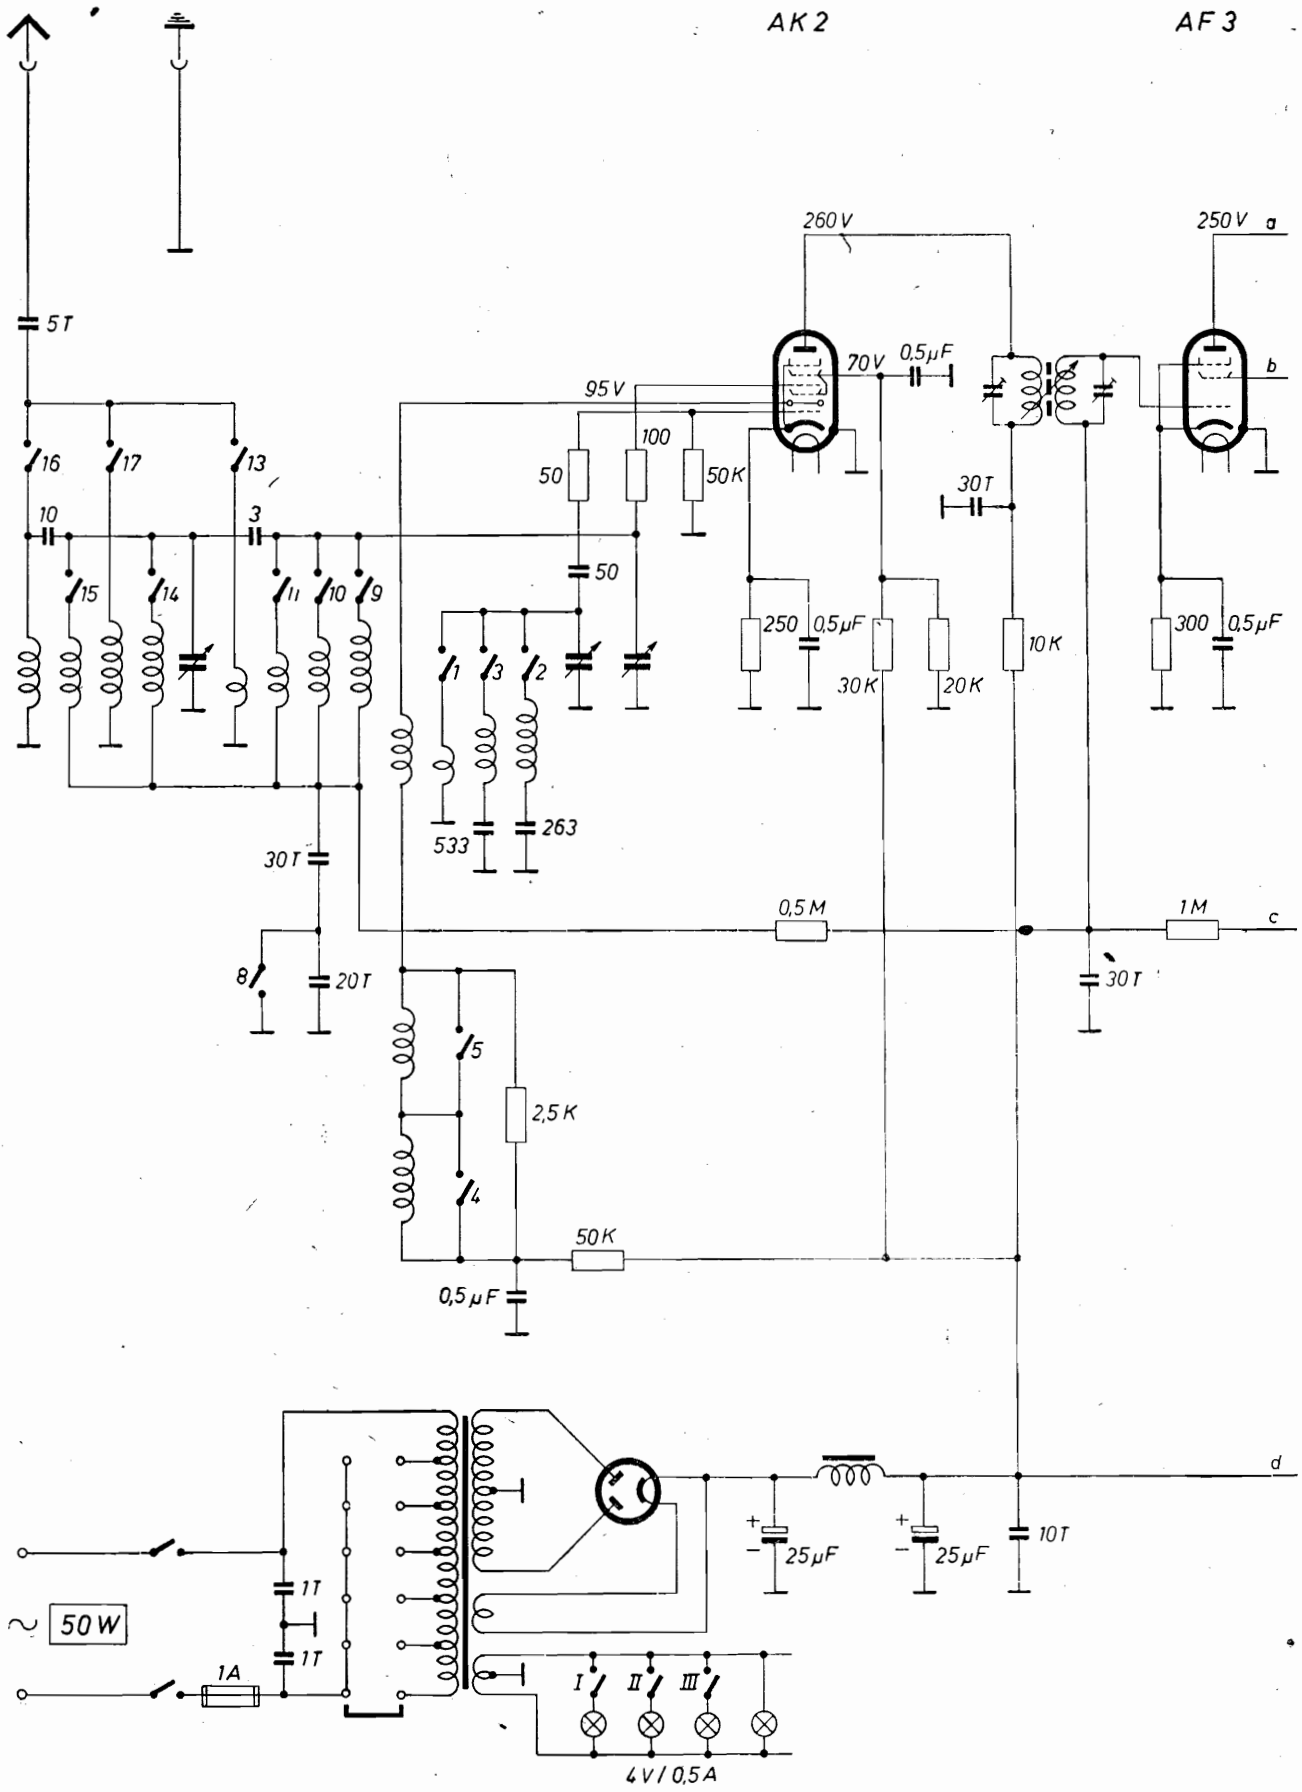 AK2 AF3
260V 250V a
5T
70V 0,5µF b
95V
16 17 13 50 100 50K
30T
10 3
50
15 14 11 10 9
1 3 2 250 0,5µF 10K 300 0,5µF
30K 20K
533 263
30T
0,5M 1M c
8 20T 30T
5
2,5K
4
50K
0,5µF
d
+ +
- 25µF - 25µF 10T
1T
~ 50W
1T
1A I II III
4V/0,5A